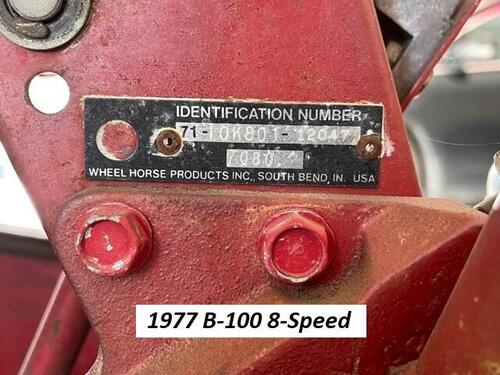 IDENTIFICATION NUMBER
71-10K801-12047
7080
WHEEL HORSE PRODUCTS INC., SOUTH BEND, IN. USA
1977 B-100 8-Speed